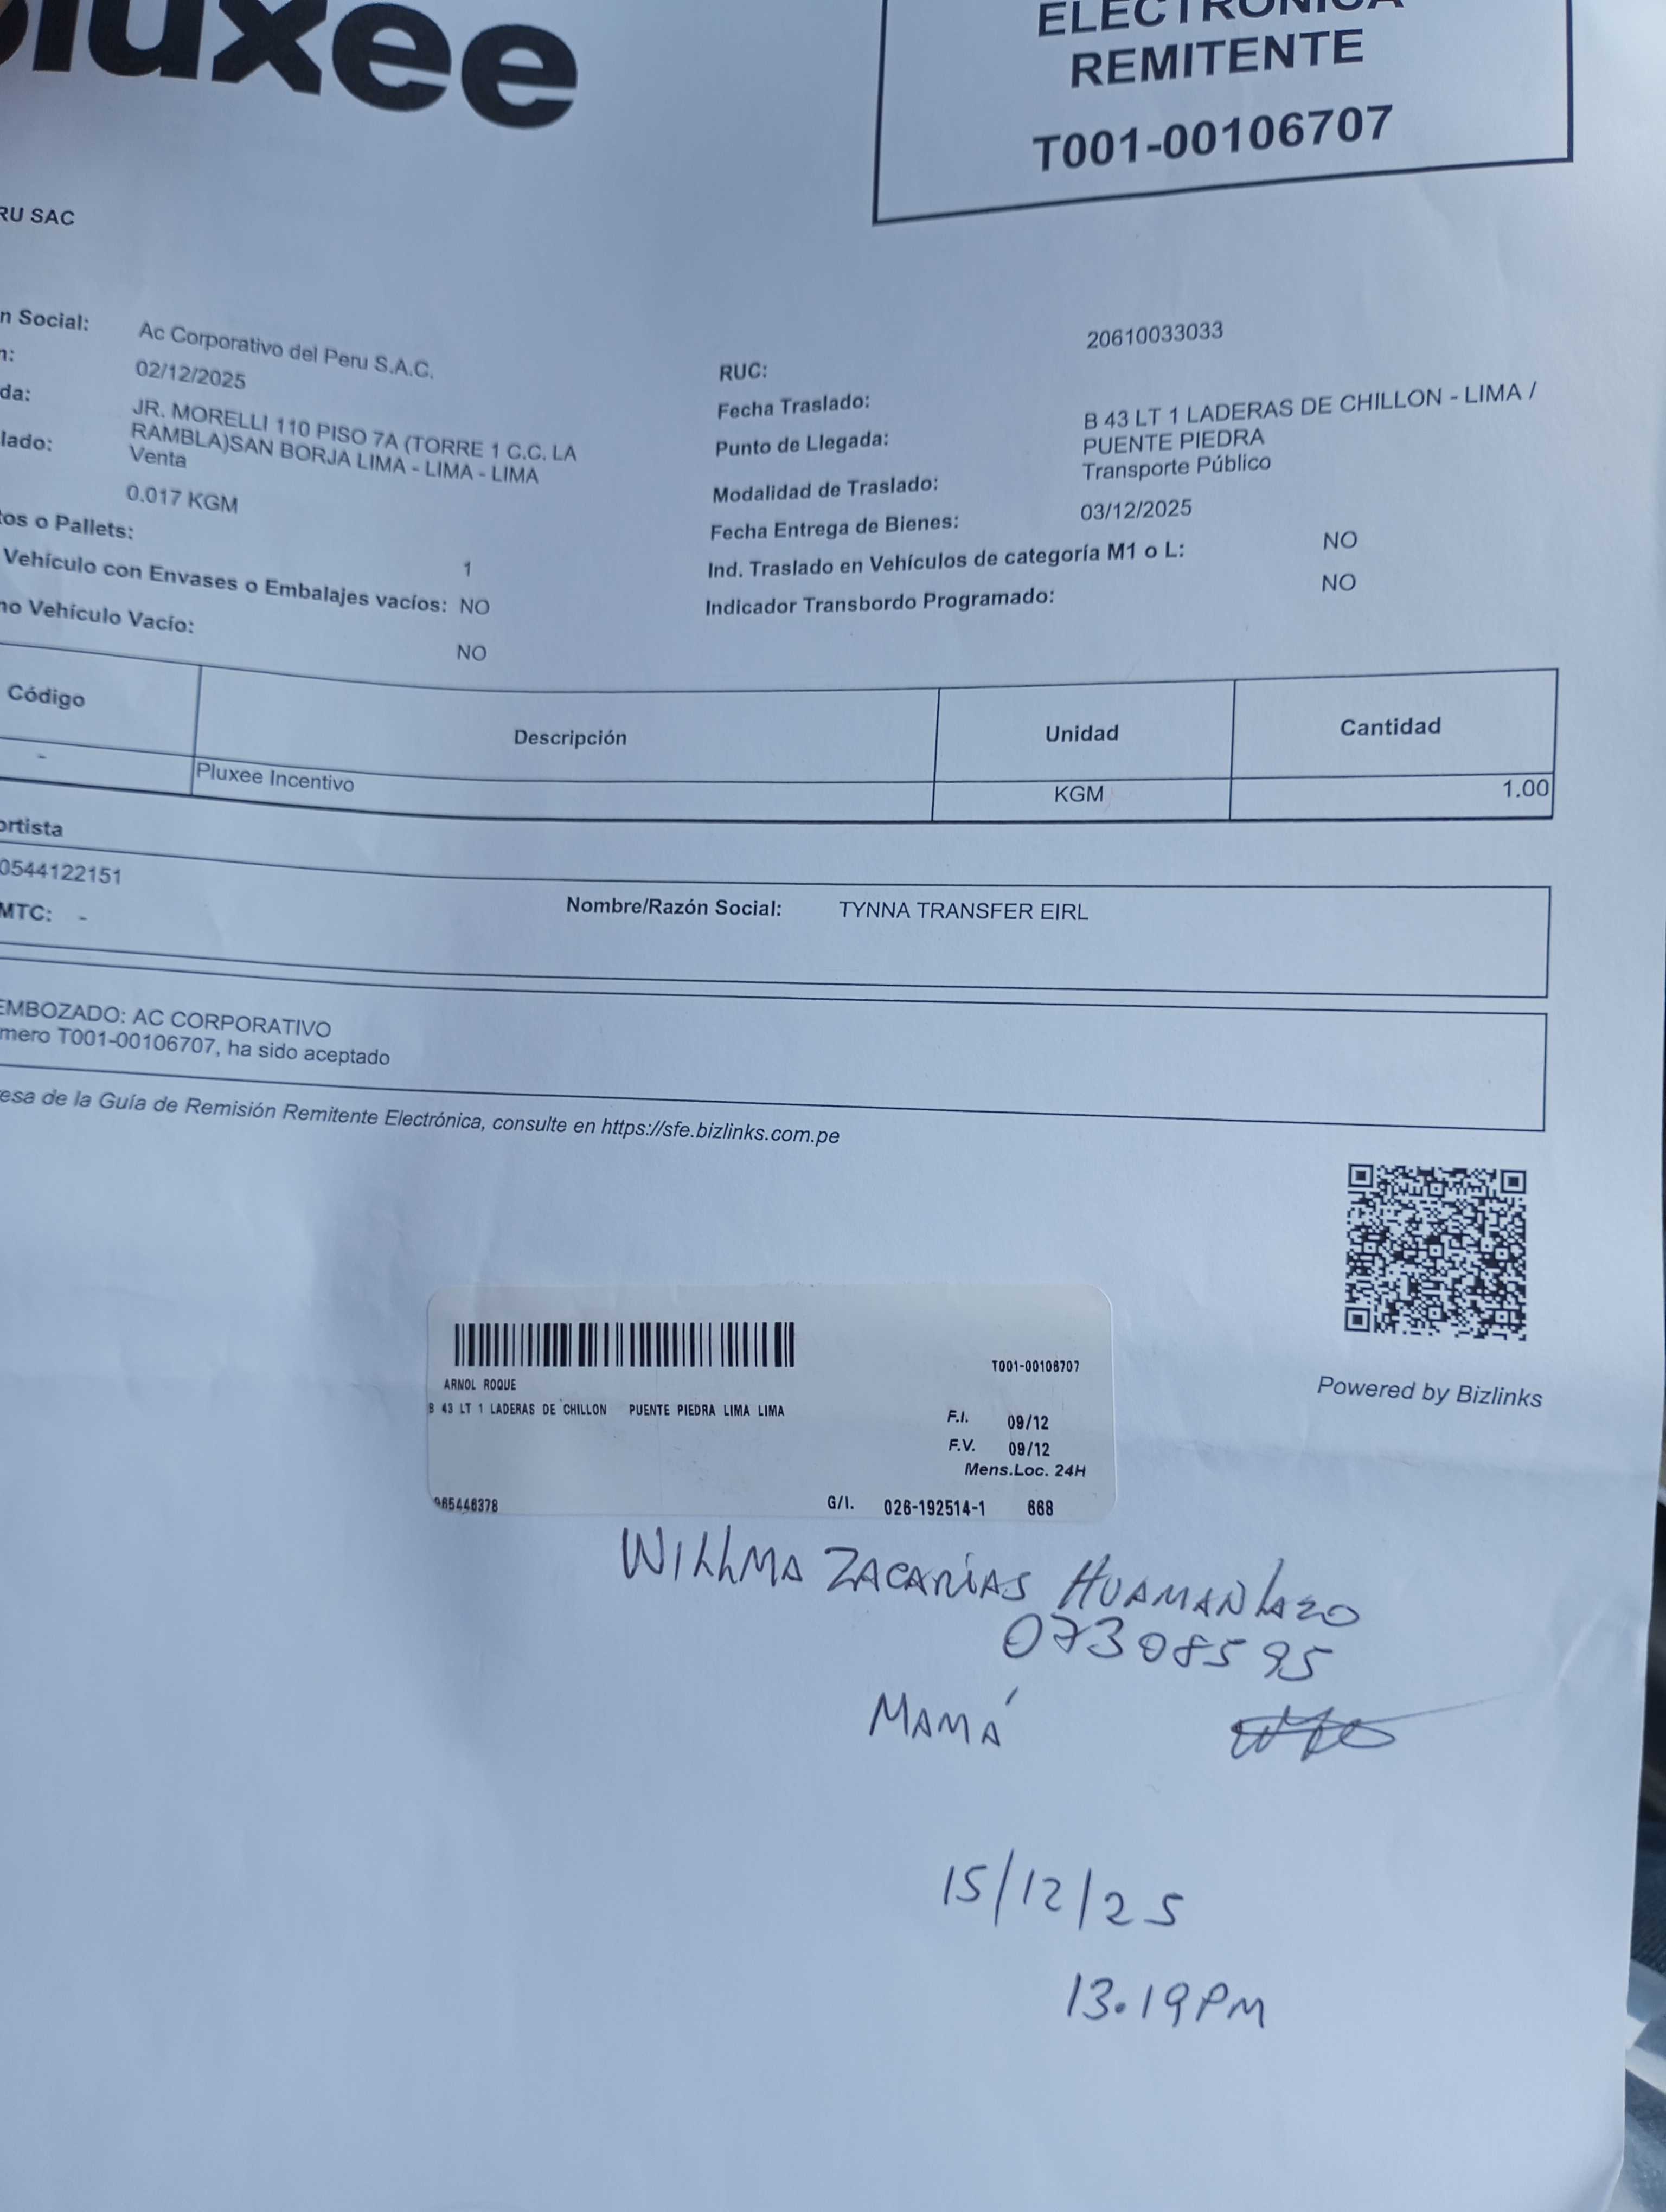 pluxee
ELECTRÓNICA
REMITENTE
T001-00106707
RU SAC
n Social: Ac Corporativo del Peru S.A.C.
n: 02/12/2025
da: JR. MORELLI 110 PISO 7A (TORRE 1 C.C. LA
RAMBLA)SAN BORJA LIMA - LIMA - LIMA
lado: Venta
0.017 KGM
tos o Pallets: 1
Vehículo con Envases o Embalajes vacíos: NO
no Vehículo Vacío: NO
RUC: 20610033033
Fecha Traslado:
Punto de Llegada: B 43 LT 1 LADERAS DE CHILLON - LIMA /
PUENTE PIEDRA
Modalidad de Traslado: Transporte Público
Fecha Entrega de Bienes: 03/12/2025
Ind. Traslado en Vehículos de categoría M1 o L: NO
Indicador Transbordo Programado: NO
Código Descripción Unidad Cantidad
- Pluxee Incentivo KGM 1.00
ortista
0544122151 Nombre/Razón Social: TYNNA TRANSFER EIRL
MTC: -
EMBOZADO: AC CORPORATIVO
mero T001-00106707, ha sido aceptado
esa de la Guía de Remisión Remitente Electrónica, consulte en https://sfe.bizlinks.com.pe
Powered by Bizlinks
T001-00106707
ARNOL ROQUE
B 43 LT 1 LADERAS DE CHILLON PUENTE PIEDRA LIMA LIMA
F.I. 09/12
F.V. 09/12
Mens.Loc. 24H
965446378 G/I. 026-192514-1 668
WILLMA ZACARIAS HUAMANLAZO
07308595
MAMÁ
15/12/25
13.19PM